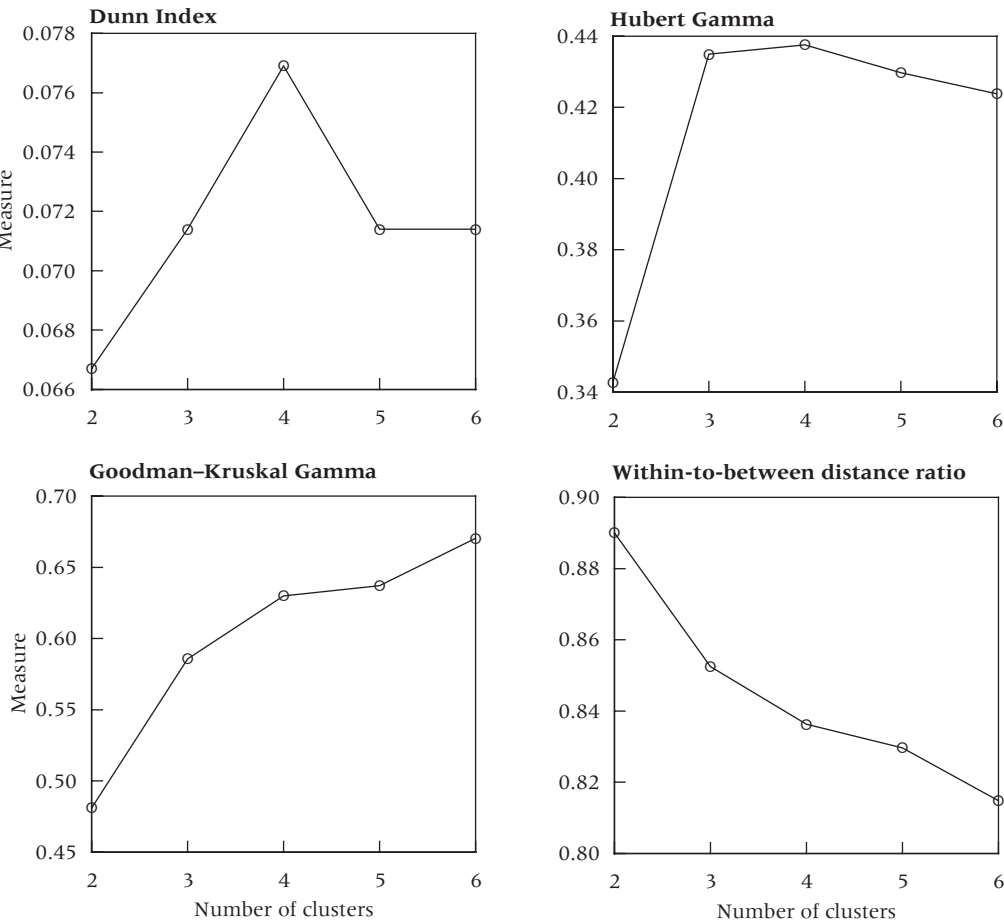 Dunn Index
0.078
0.076
0.074
0.072
0.070
0.068
0.066
Measure
2 3 4 5 6
Hubert Gamma
0.44
0.42
0.40
0.38
0.36
0.34
2 3 4 5 6
Goodman–Kruskal Gamma
0.70
0.65
0.60
0.55
0.50
0.45
Measure
2 3 4 5 6
Number of clusters
Within-to-between distance ratio
0.90
0.88
0.86
0.84
0.82
0.80
2 3 4 5 6
Number of clusters